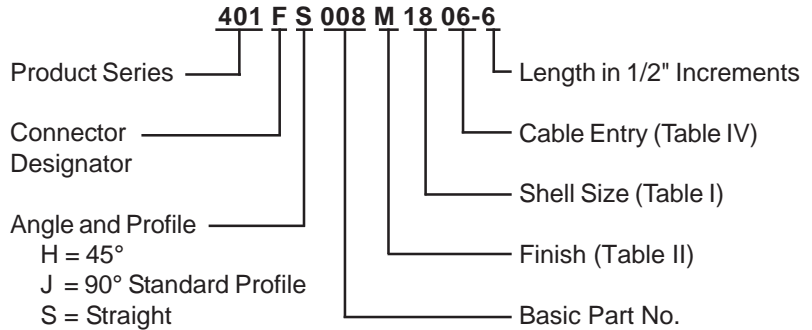 401 F S 008 M 18 06-6
Product Series
Connector
Designator
Angle and Profile
H = 45°
J = 90° Standard Profile
S = Straight
Length in 1/2" Increments
Cable Entry (Table IV)
Shell Size (Table I)
Finish (Table II)
Basic Part No.